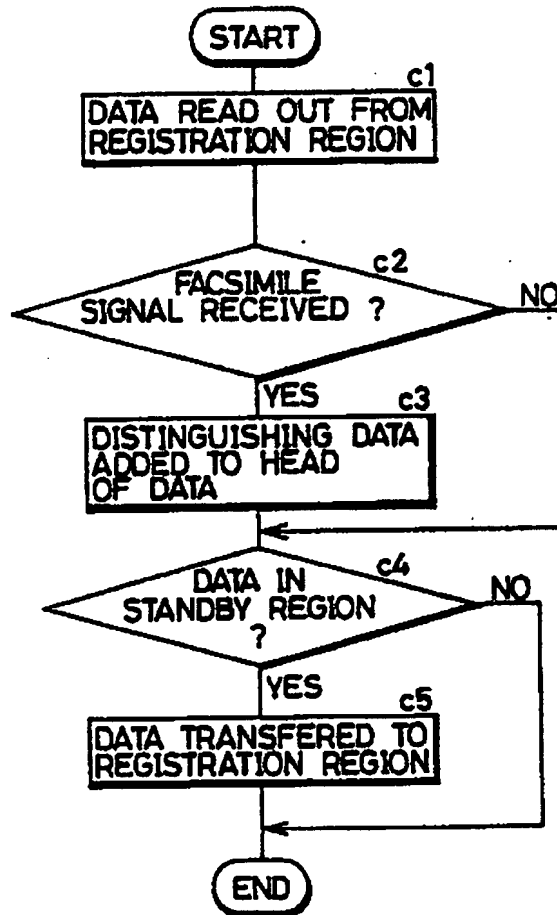 START
c1
DATA READ OUT FROM
REGISTRATION REGION
c2
FACSIMILE
SIGNAL RECEIVED ?
NO
YES
c3
DISTINGUISHING DATA
ADDED TO HEAD
OF DATA
c4
DATA IN
STANDBY REGION
?
NO
YES
c5
DATA TRANSFERED TO
REGISTRATION REGION
END